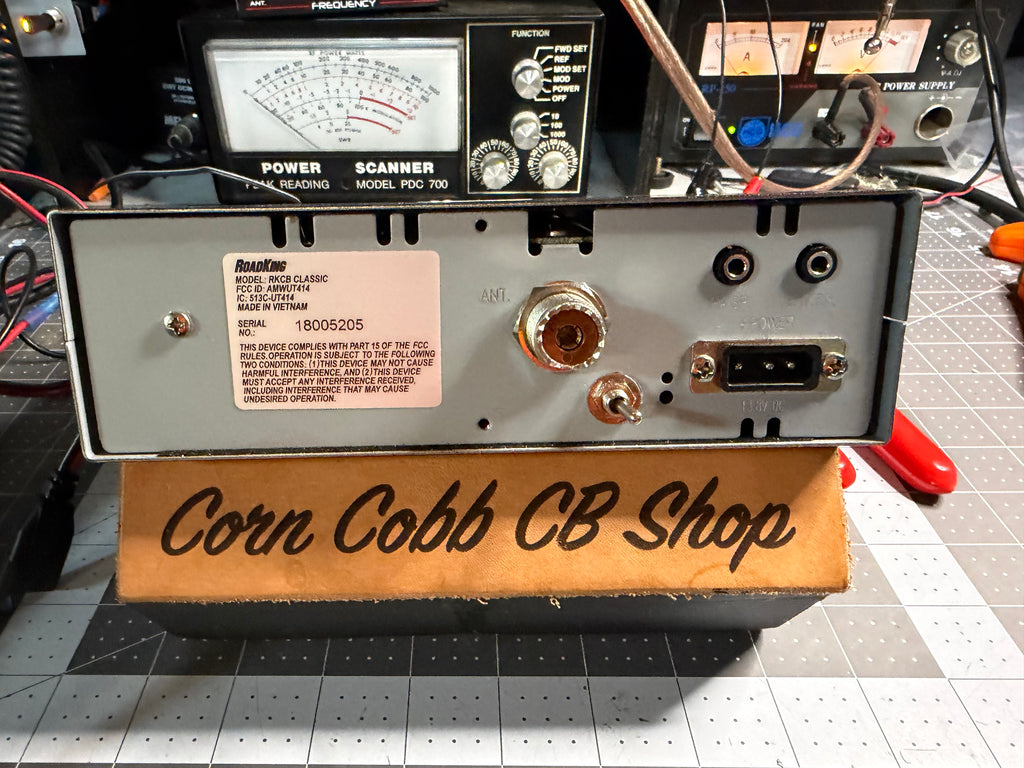 ANT.
FREQUENCY
FUNCTION
FWD SET
REF
MOD SET
MOD
POWER
OFF
10
100
1000
POWER SCANNER
PEAK READING MODEL PDC 700
A
FAN
V
POWER SUPPLY
ROADKING
MODEL: RKCB CLASSIC
FCC ID: AMWUT414
IC: 513C-UT414
MADE IN VIETNAM
SERIAL
NO.: 18005205
THIS DEVICE COMPLIES WITH PART 15 OF THE FCC
RULES.OPERATION IS SUBJECT TO THE FOLLOWING
TWO CONDITIONS: (1) THIS DEVICE MAY NOT CAUSE
HARMFUL INTERFERENCE, AND (2) THIS DEVICE
MUST ACCEPT ANY INTERFERENCE RECEIVED,
INCLUDING INTERFERENCE THAT MAY CAUSE
UNDESIRED OPERATION.
ANT.
POWER
Corn Cobb CB Shop